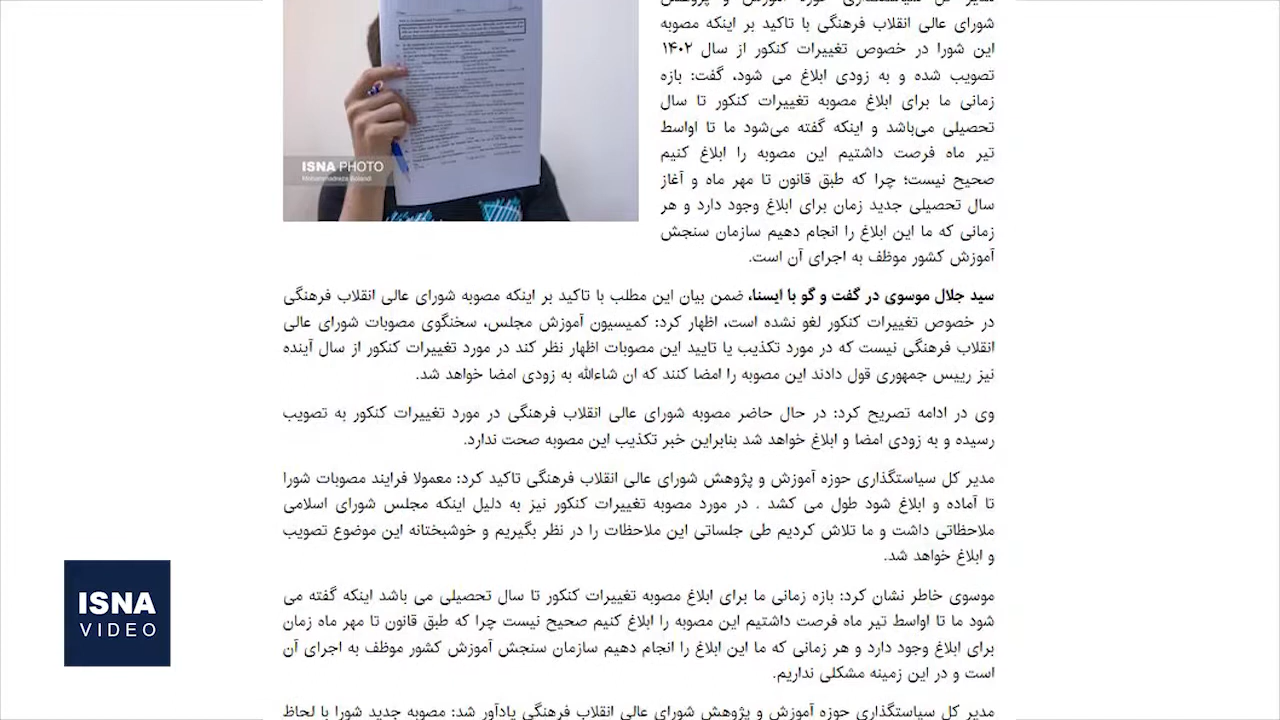 مدیر کل سیاستگذاری حوزه آموزش و پژوهش
شورای عالی انقلاب فرهنگی با تاکید بر اینکه مصوبه
این شورا در خصوص تغییرات کنکور از سال ۱۴۰۲
تصویب شده و به زودی ابلاغ می شود، گفت: بازه
زمانی ما برای ابلاغ مصوبه تغییرات کنکور تا سال
تحصیلی می‌باشد و اینکه گفته می‌شود ما تا اواسط
تیر ماه فرصت داشتیم این مصوبه را ابلاغ کنیم
صحیح نیست؛ چرا که طبق قانون تا مهر ماه و آغاز
سال تحصیلی جدید زمان برای ابلاغ وجود دارد و هر
زمانی که ما این ابلاغ را انجام دهیم سازمان سنجش
آموزش کشور موظف به اجرای آن است.
ISNA PHOTO
Mohammadreza
سید جلال موسوی در گفت و گو با ایسنا، ضمن بیان این مطلب با تاکید بر اینکه مصوبه شورای عالی انقلاب فرهنگی
در خصوص تغییرات کنکور لغو نشده است، اظهار کرد: کمیسیون آموزش مجلس، سخنگوی مصوبات شورای عالی
انقلاب فرهنگی نیست که در مورد تکذیب یا تایید این مصوبات اظهار نظر کند در مورد تغییرات کنکور از سال آینده
نیز رییس جمهوری قول دادند این مصوبه را امضا کنند که ان شاءالله به زودی امضا خواهد شد.
وی در ادامه تصریح کرد: در حال حاضر مصوبه شورای عالی انقلاب فرهنگی در مورد تغییرات کنکور به تصویب
رسیده و به زودی امضا و ابلاغ خواهد شد بنابراین خبر تکذیب این مصوبه صحت ندارد.
مدیر کل سیاستگذاری حوزه آموزش و پژوهش شورای عالی انقلاب فرهنگی تاکید کرد: معمولا فرایند مصوبات شورا
تا آماده و ابلاغ شود طول می کشد . در مورد مصوبه تغییرات کنکور نیز به دلیل اینکه مجلس شورای اسلامی
ملاحظاتی داشت و ما تلاش کردیم طی جلساتی این ملاحظات را در نظر بگیریم و خوشبختانه این موضوع تصویب
و ابلاغ خواهد شد.
موسوی خاطر نشان کرد: بازه زمانی ما برای ابلاغ مصوبه تغییرات کنکور تا سال تحصیلی می باشد اینکه گفته می
شود ما تا اواسط تیر ماه فرصت داشتیم این مصوبه را ابلاغ کنیم صحیح نیست چرا که طبق قانون تا مهر ماه زمان
برای ابلاغ وجود دارد و هر زمانی که ما این ابلاغ را انجام دهیم سازمان سنجش آموزش کشور موظف به اجرای آن
است و در این زمینه مشکلی نداریم.
مدیر کل سیاستگذاری حوزه آموزش و پژوهش شورای عالی انقلاب فرهنگی یادآور شد: مصوبه جدید شورا با لحاظ
ISNA
VIDEO